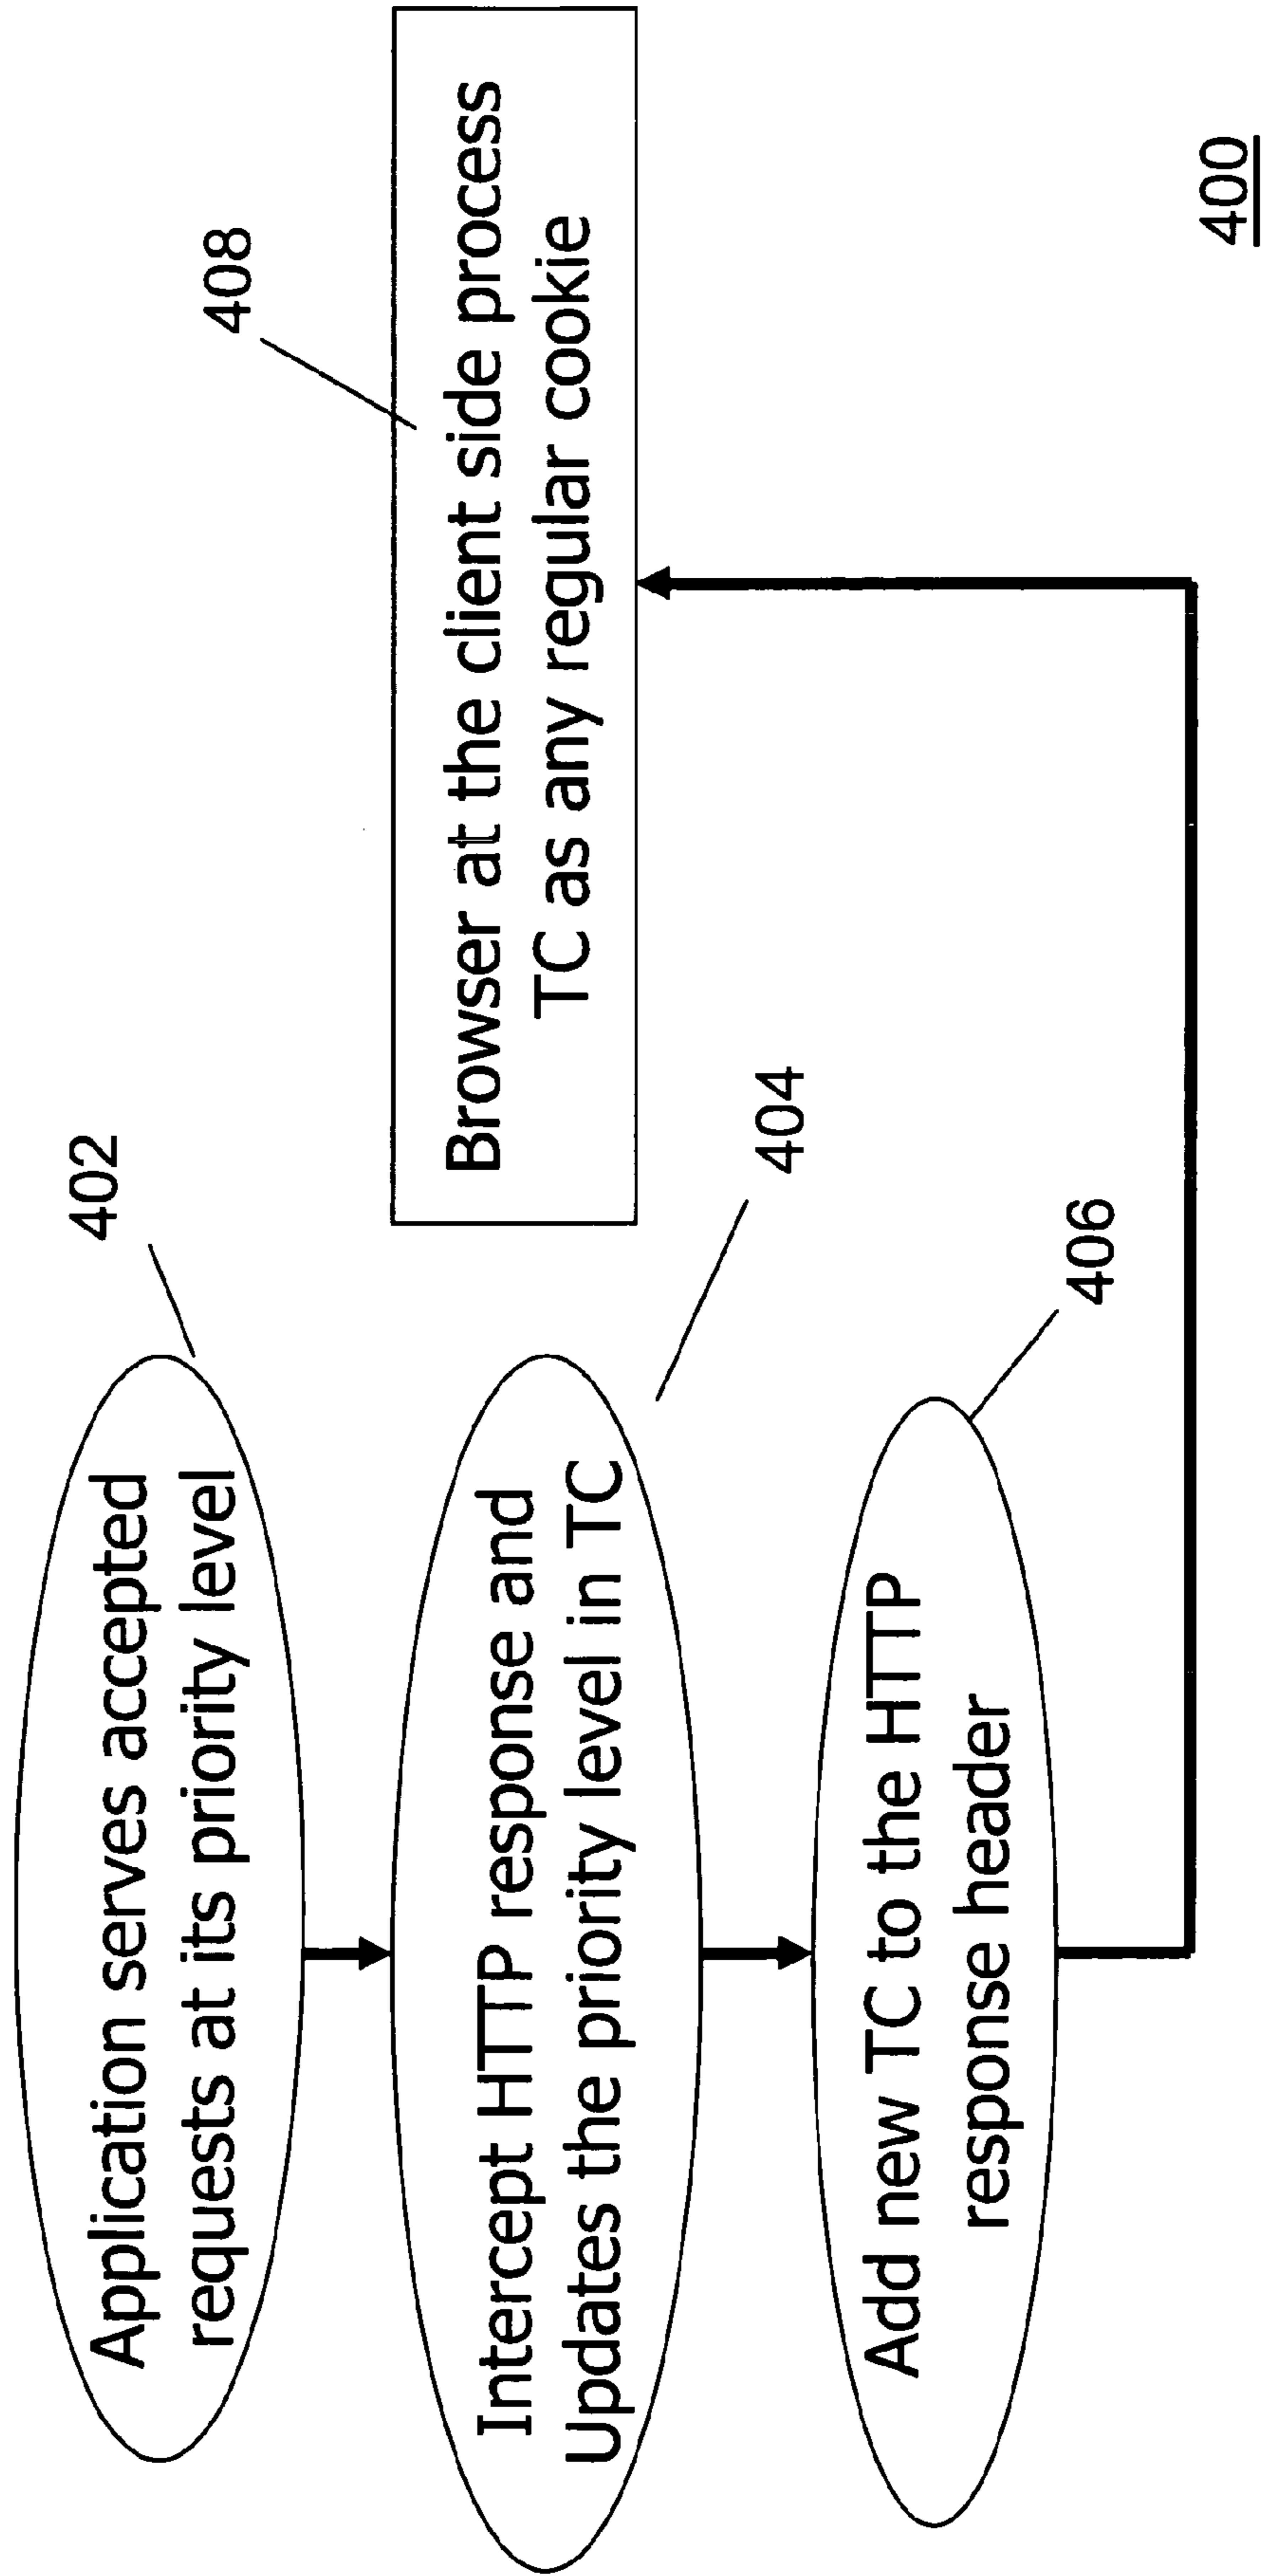 402
Application serves accepted
requests at its priority level
404
Intercept HTTP response and
Updates the priority level in TC
406
Add new TC to the HTTP
response header
408
Browser at the client side process
TC as any regular cookie
400